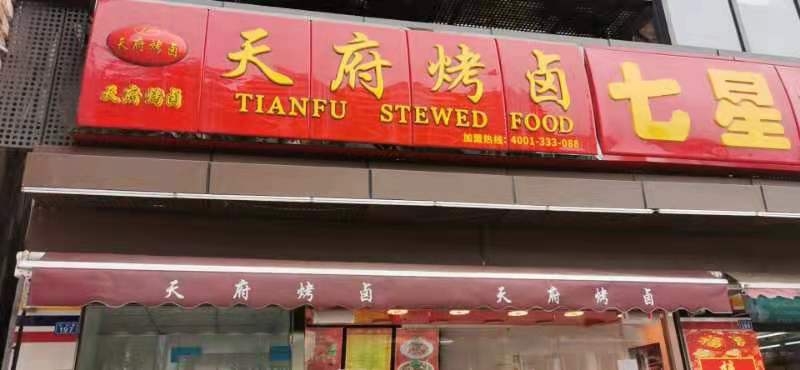 天府烤卤
天府烤卤
天府烤卤
TIANFU STEWED FOOD
加盟热线：4001-333-088
七星
天府烤卤 天府烤卤
197